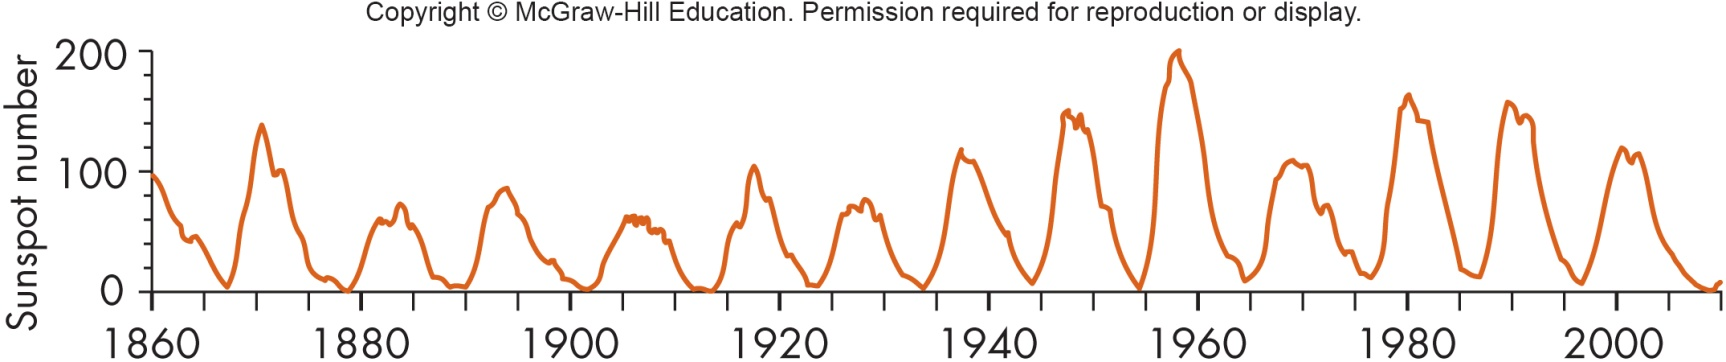 Copyright © McGraw-Hill Education. Permission required for reproduction or display.
Sunspot number
200
100
0
1860 1880 1900 1920 1940 1960 1980 2000